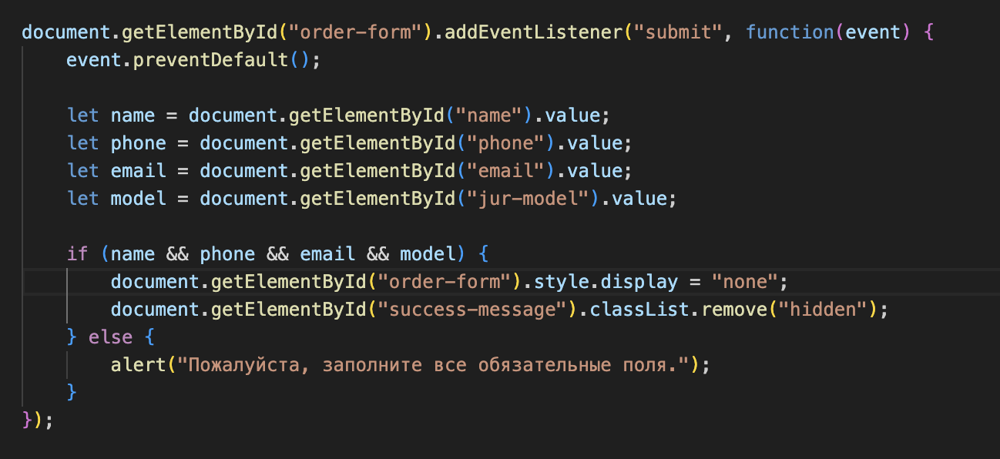 document.getElementById("order-form").addEventListener("submit", function(event) {
    event.preventDefault();

    let name = document.getElementById("name").value;
    let phone = document.getElementById("phone").value;
    let email = document.getElementById("email").value;
    let model = document.getElementById("jur-model").value;

    if (name && phone && email && model) {
        document.getElementById("order-form").style.display = "none";
        document.getElementById("success-message").classList.remove("hidden");
    } else {
        alert("Пожалуйста, заполните все обязательные поля.");
    }
});